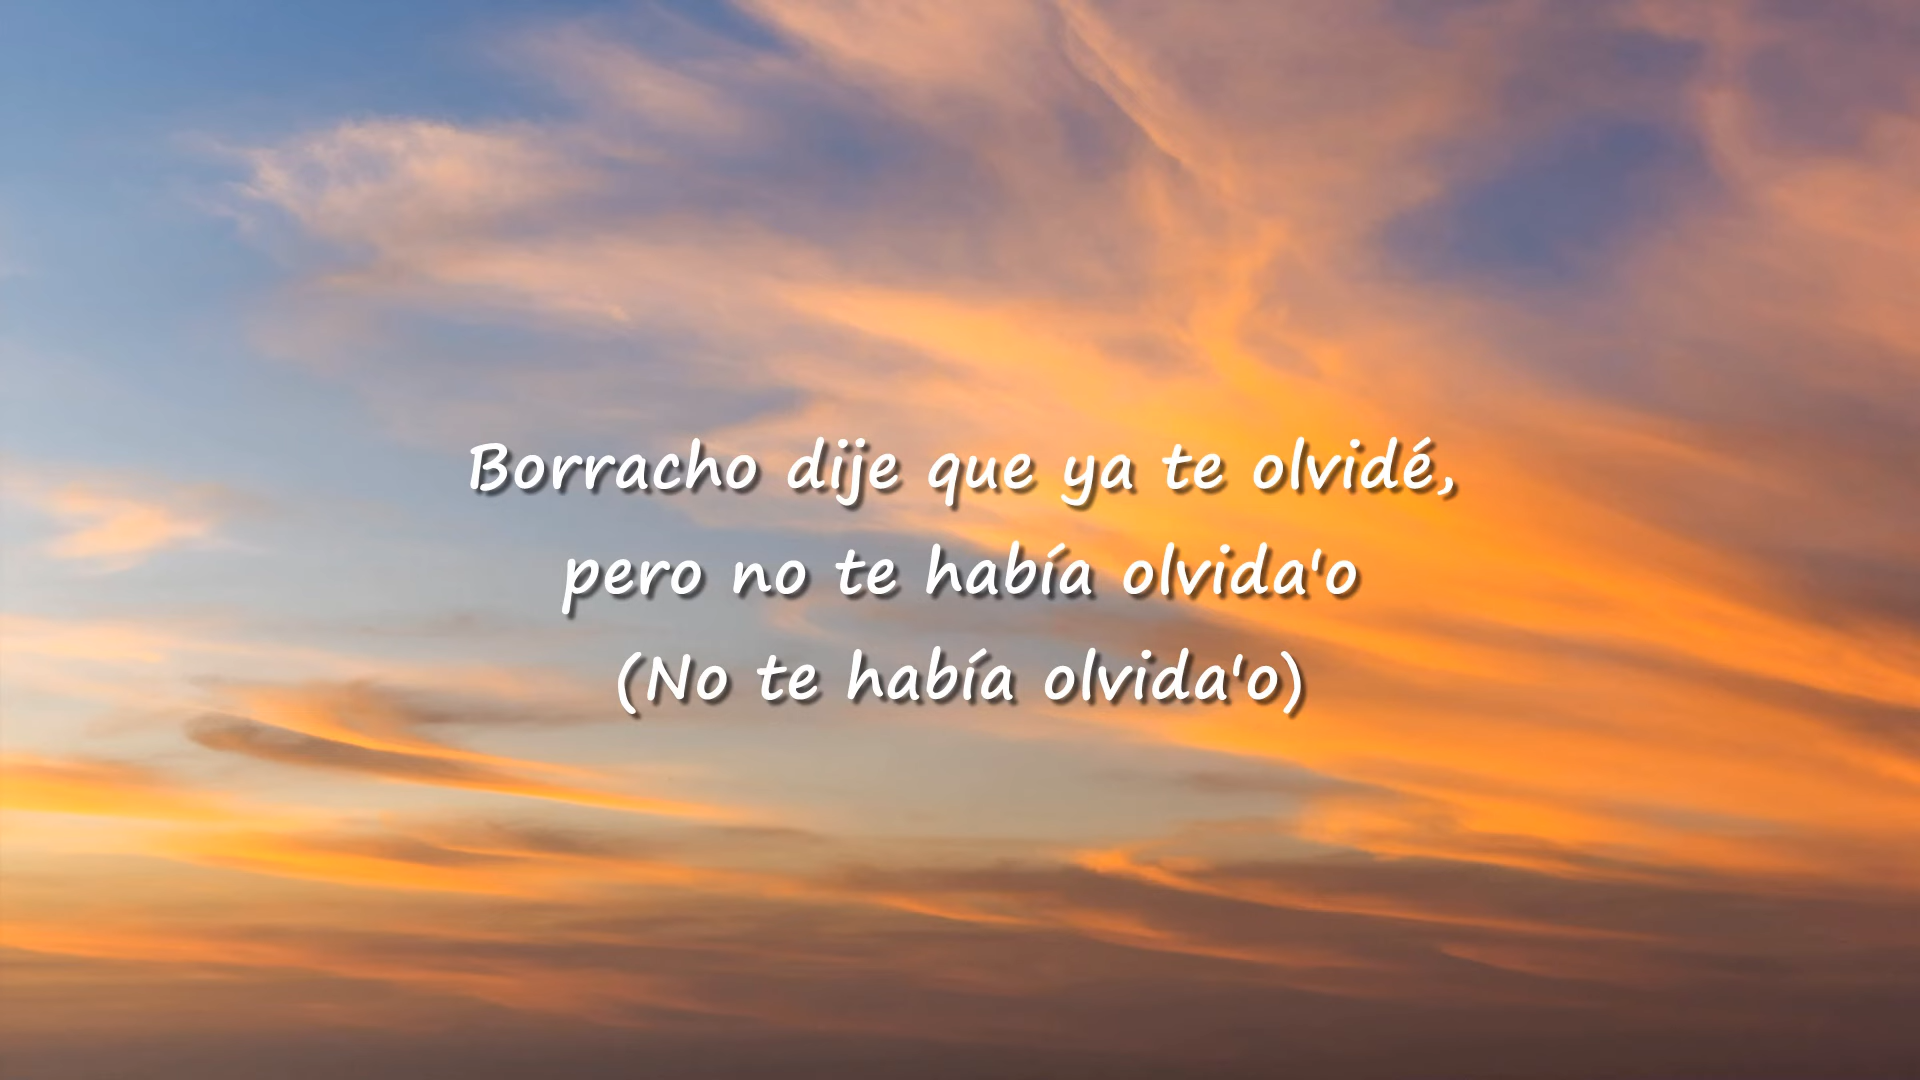 Borracho dije que ya te olvidé,
pero no te había olvida'o
(No te había olvida'o)